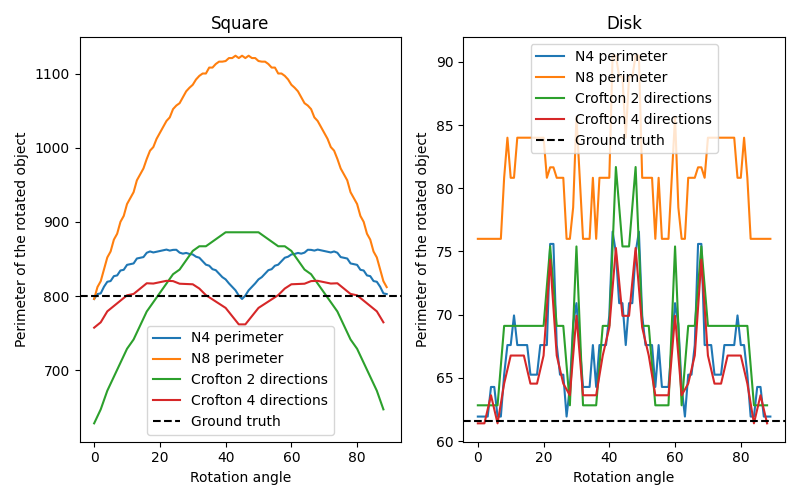 Square
Perimeter of the rotated object
1100
1000
900
800
700
N4 perimeter
N8 perimeter
Crofton 2 directions
Crofton 4 directions
Ground truth
0 20 40 60 80
Rotation angle
Disk
Perimeter of the rotated object
90
85
80
75
70
65
60
N4 perimeter
N8 perimeter
Crofton 2 directions
Crofton 4 directions
Ground truth
0 20 40 60 80
Rotation angle